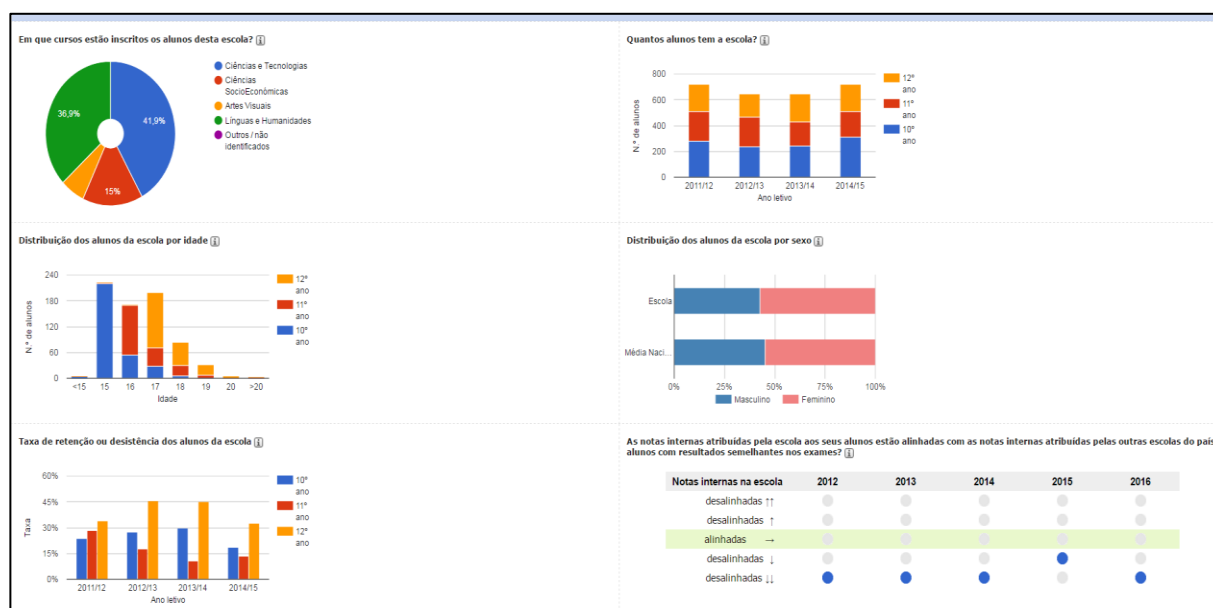 Em que cursos estão inscritos os alunos desta escola?
Ciências e Tecnologias
Ciências
SocioEconómicas
Artes Visuais
Línguas e Humanidades
Outros / não
identificados
36,9%
41,9%
15%
Quantos alunos tem a escola?
800
600
400
200
0
N.º de alunos
2011/12 2012/13 2013/14 2014/15
Ano letivo
12º
ano
11º
ano
10º
ano
Distribuição dos alunos da escola por idade
240
180
120
60
0
N.º de alunos
<15 15 16 17 18 19 20 >20
Idade
12º
ano
11º
ano
10º
ano
Distribuição dos alunos da escola por sexo
Escola
Média Naci...
0% 25% 50% 75% 100%
Masculino Feminino
Taxa de retenção ou desistência dos alunos da escola
60%
45%
30%
15%
0%
Taxa
2011/12 2012/13 2013/14 2014/15
Ano letivo
10º
ano
11º
ano
12º
ano
As notas internas atribuídas pela escola aos seus alunos estão alinhadas com as notas internas atribuídas pelas outras escolas do país
alunos com resultados semelhantes nos exames?
Notas internas na escola 2012 2013 2014 2015 2016
desalinhadas ↑↑
desalinhadas ↑
alinhadas →
desalinhadas ↓
desalinhadas ↓↓